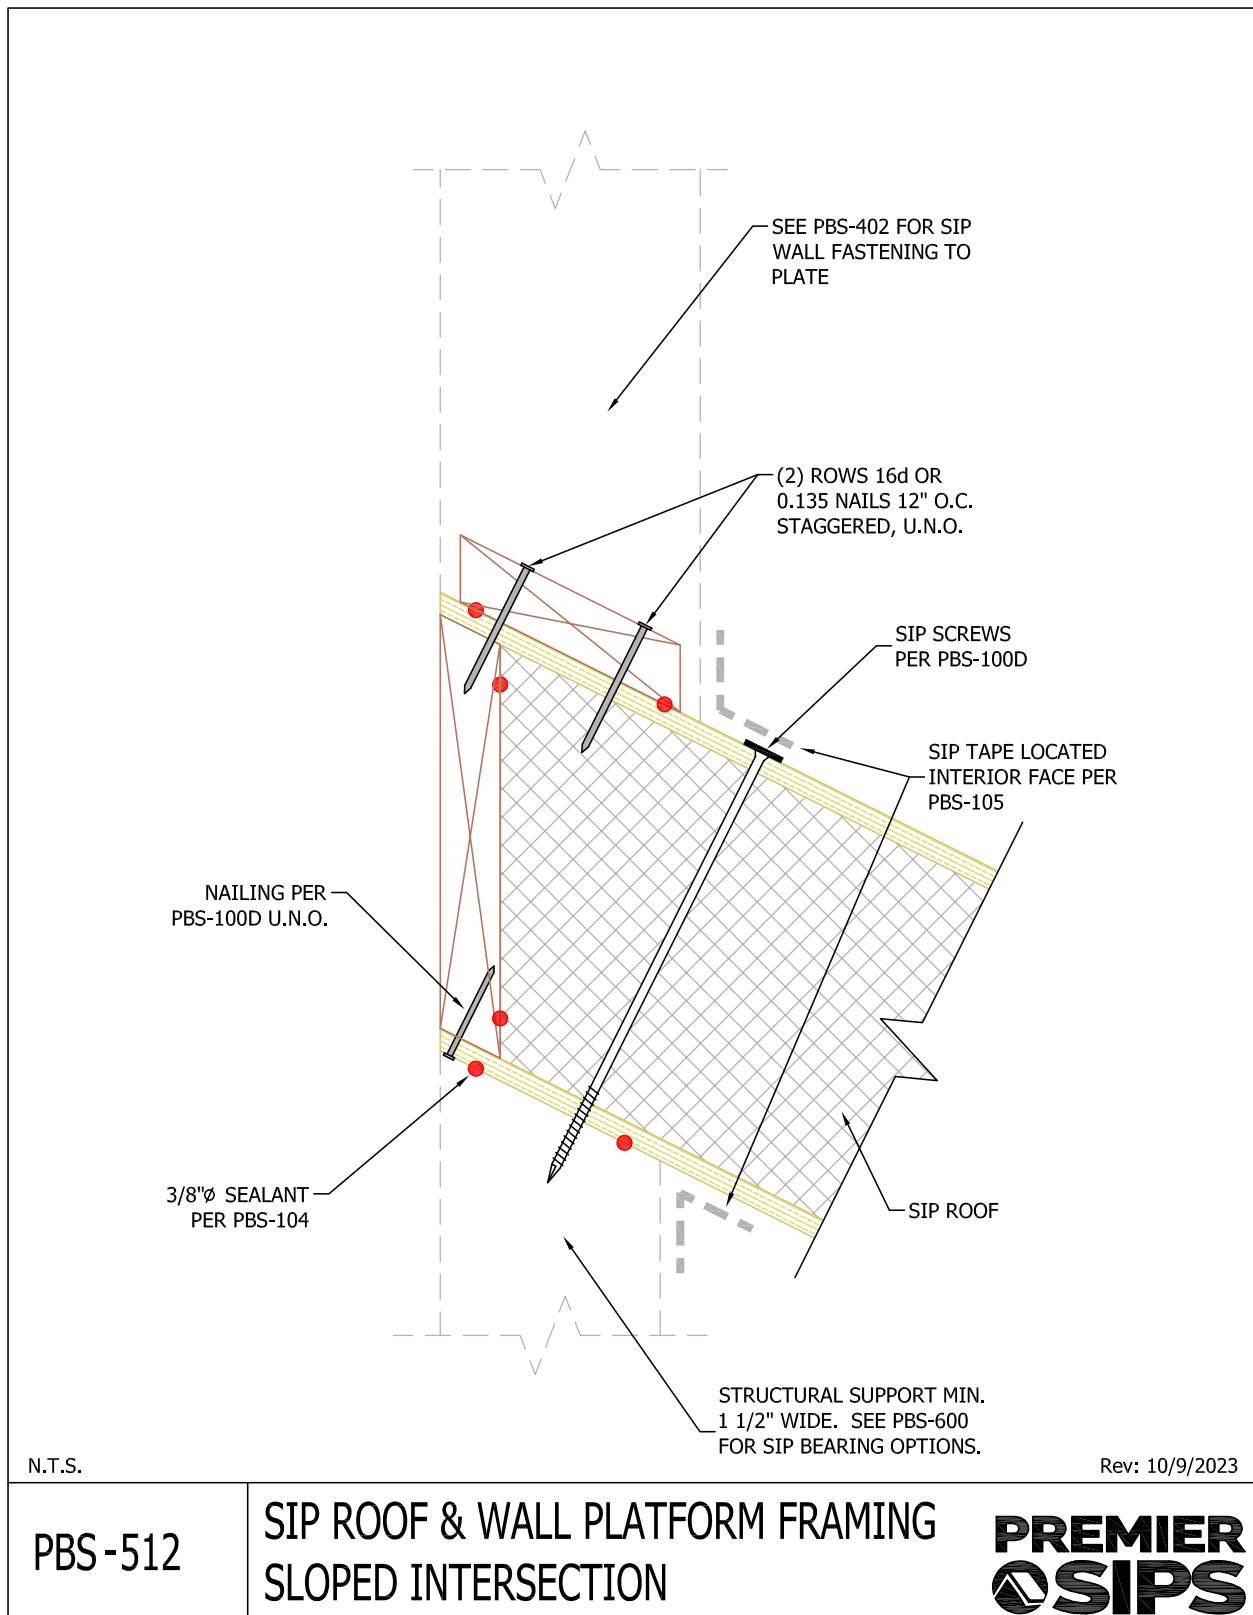 SEE PBS-402 FOR SIP
WALL FASTENING TO
PLATE
(2) ROWS 16d OR
0.135 NAILS 12" O.C.
STAGGERED, U.N.O.
SIP SCREWS
PER PBS-100D
SIP TAPE LOCATED
INTERIOR FACE PER
PBS-105
NAILING PER
PBS-100D U.N.O.
3/8"Ø SEALANT
PER PBS-104
SIP ROOF
STRUCTURAL SUPPORT MIN.
1 1/2" WIDE. SEE PBS-600
FOR SIP BEARING OPTIONS.
N.T.S.
Rev: 10/9/2023
PBS-512
SIP ROOF & WALL PLATFORM FRAMING
SLOPED INTERSECTION
PREMIER
SIPS